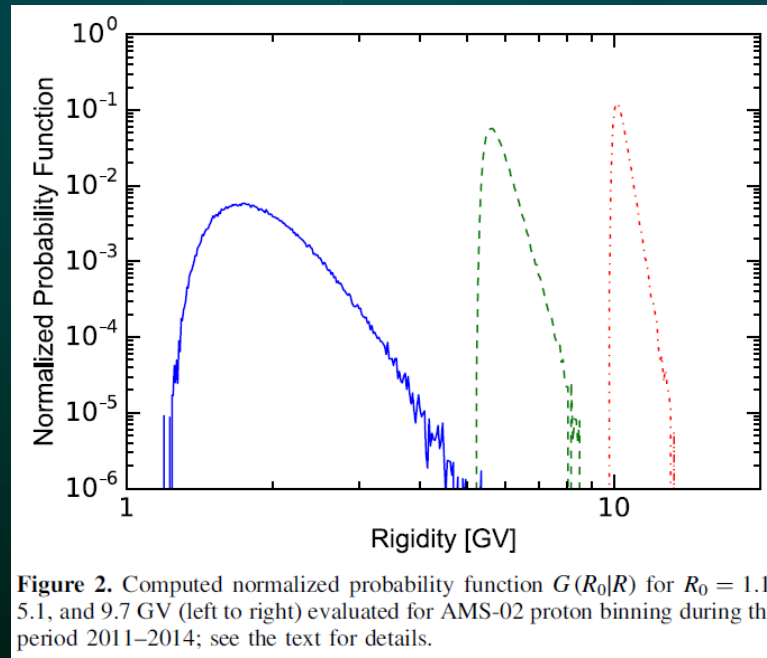 10⁰
10⁻¹
10⁻²
10⁻³
10⁻⁴
10⁻⁵
10⁻⁶
Normalized Probability Function
1
10
Rigidity [GV]
Figure 2. Computed normalized probability function G(R₀|R) for R₀ = 1.1
5.1, and 9.7 GV (left to right) evaluated for AMS-02 proton binning during th
period 2011–2014; see the text for details.